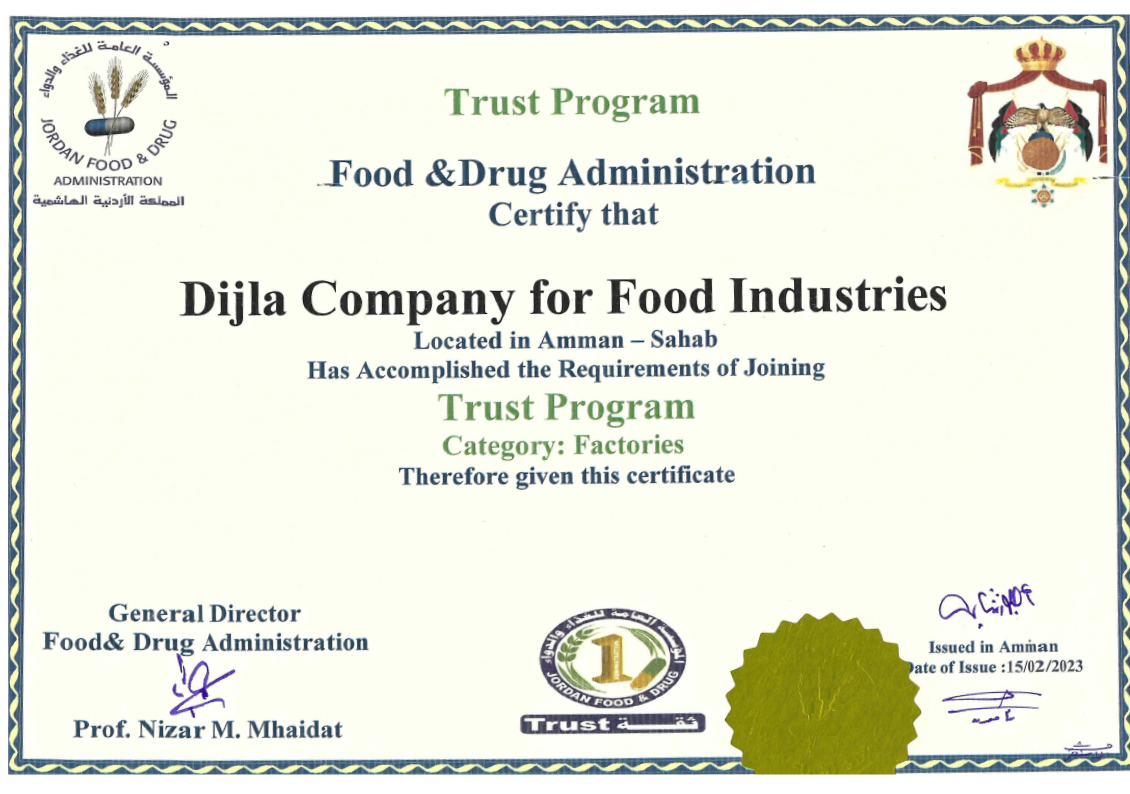 المؤسسة العامة للغذاء والدواء
JORDAN FOOD & DRUG
ADMINISTRATION
المملكة الأردنية الهاشمية
Trust Program
Food &Drug Administration
Certify that
Dijla Company for Food Industries
Located in Amman – Sahab
Has Accomplished the Requirements of Joining
Trust Program
Category: Factories
Therefore given this certificate
General Director
Food& Drug Administration
Prof. Nizar M. Mhaidat
المؤسسة العامة للغذاء والدواء
1
JORDAN FOOD & DRUG
Trust ثقـــة
Issued in Amman
Date of Issue :15/02/2023